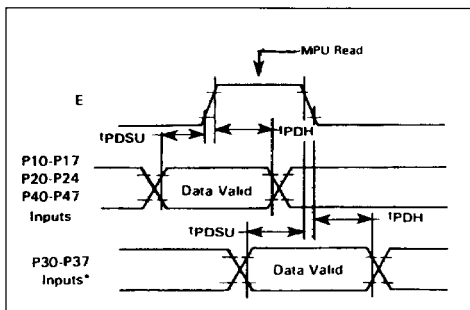 MPU Read
E
tPDSU
tPDH
P10-P17
P20-P24
P40-P47
Inputs
Data Valid
tPDSU
tPDH
P30-P37
Inputs*
Data Valid